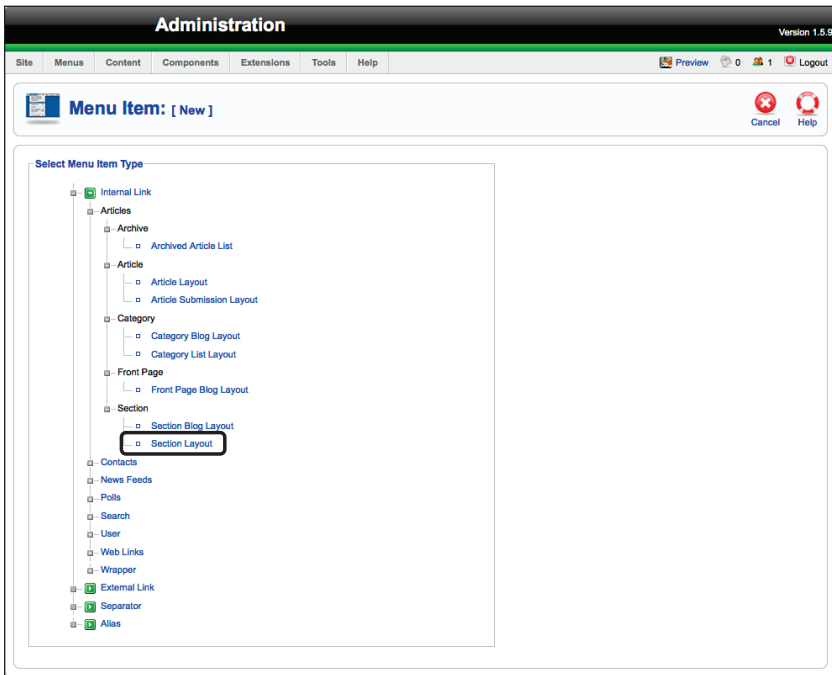 Administration
Version 1.5.9
Site Menus Content Components Extensions Tools Help Preview 0 1 Logout
Menu Item: [ New ]
Cancel Help
Select Menu Item Type
Internal Link
Articles
Archive
Archived Article List
Article
Article Layout
Article Submission Layout
Category
Category Blog Layout
Category List Layout
Front Page
Front Page Blog Layout
Section
Section Blog Layout
Section Layout
Contacts
News Feeds
Polls
Search
User
Web Links
Wrapper
External Link
Separator
Alias